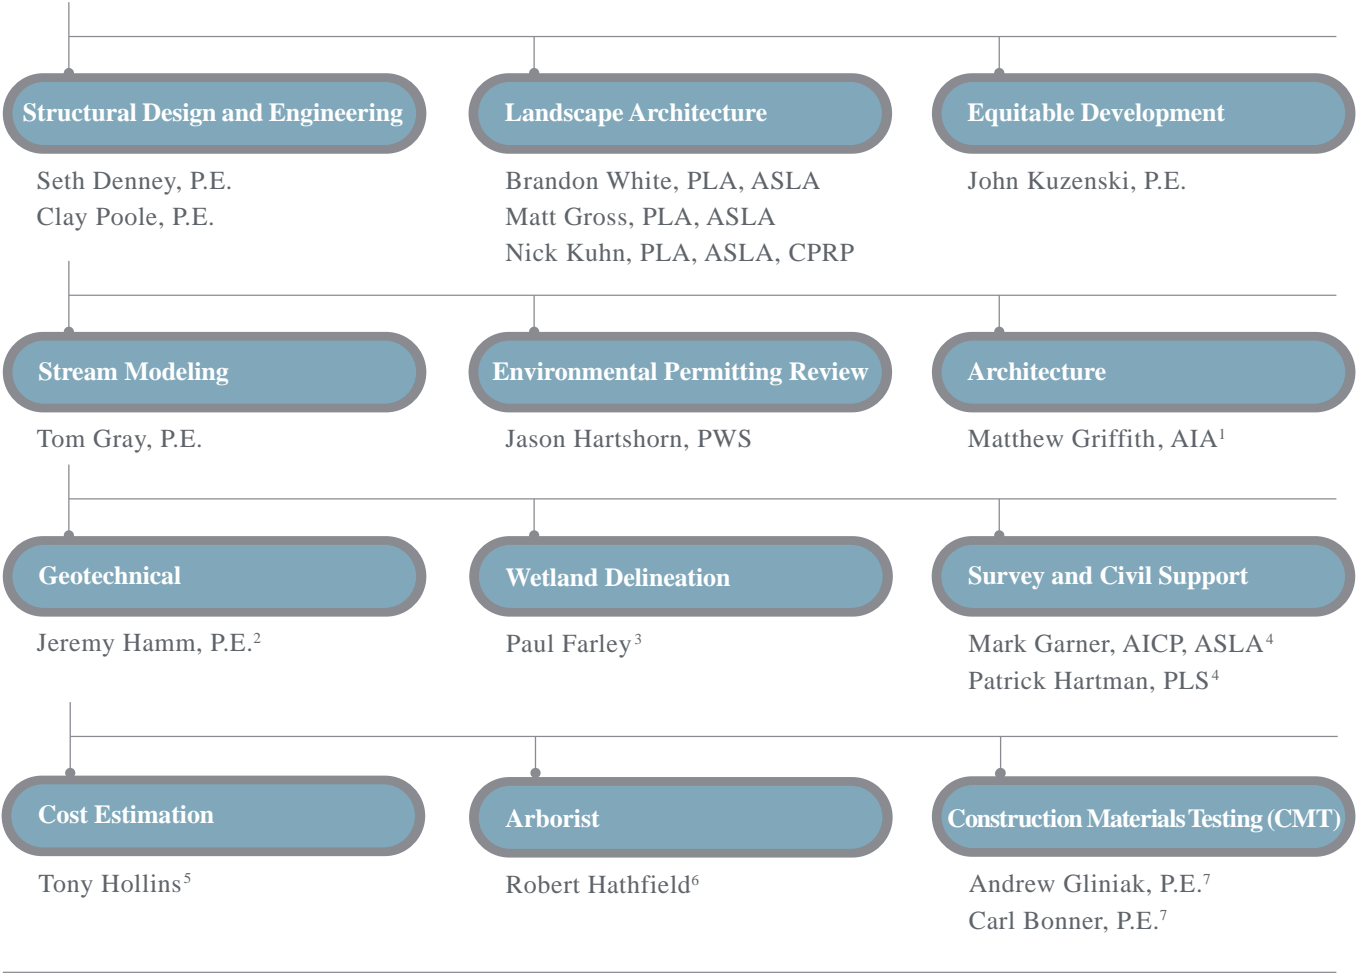 Structural Design and Engineering
Seth Denney, P.E.
Clay Poole, P.E.
Landscape Architecture
Brandon White, PLA, ASLA
Matt Gross, PLA, ASLA
Nick Kuhn, PLA, ASLA, CPRP
Equitable Development
John Kuzenski, P.E.
Stream Modeling
Tom Gray, P.E.
Environmental Permitting Review
Jason Hartshorn, PWS
Architecture
Matthew Griffith, AIA¹
Geotechnical
Jeremy Hamm, P.E.²
Wetland Delineation
Paul Farley³
Survey and Civil Support
Mark Garner, AICP, ASLA⁴
Patrick Hartman, PLS⁴
Cost Estimation
Tony Hollins⁵
Arborist
Robert Hathfield⁶
Construction Materials Testing (CMT)
Andrew Gliniak, P.E.⁷
Carl Bonner, P.E.⁷